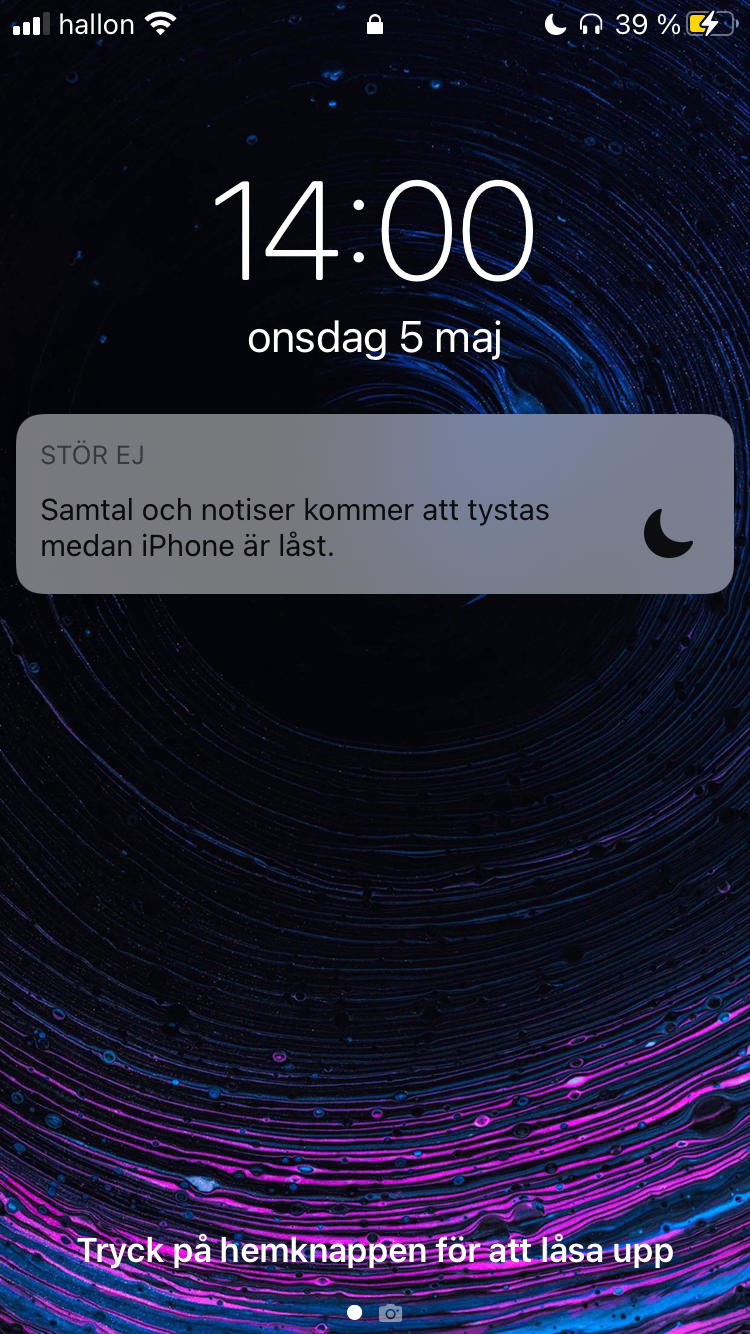 hallon 39 %
14:00
onsdag 5 maj
STÖR EJ
Samtal och notiser kommer att tystas
medan iPhone är låst.
Tryck på hemknappen för att låsa upp